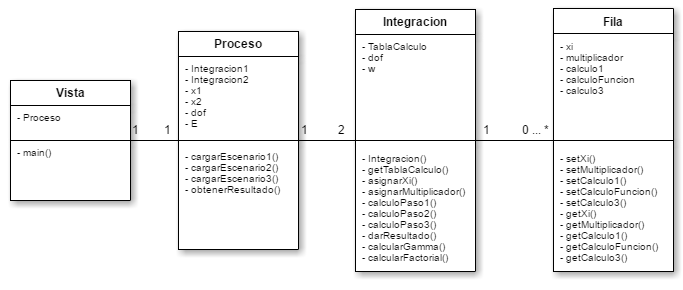 Vista
- Proceso
- main()
1
1
Proceso
- Integracion1
- Integracion2
- x1
- x2
- dof
- E
- cargarEscenario1()
- cargarEscenario2()
- cargarEscenario3()
- obtenerResultado()
1
2
Integracion
- TablaCalculo
- dof
- w
- Integracion()
- getTablaCalculo()
- asignarXi()
- asignarMultiplicador()
- calculoPaso1()
- calculoPaso2()
- calculoPaso3()
- darResultado()
- calcularGamma()
- calcularFactorial()
1
0 ... *
Fila
- xi
- multiplicador
- calculo1
- calculoFuncion
- calculo3
- setXi()
- setMultiplicador()
- setCalculo1()
- setCalculoFuncion()
- setCalculo3()
- getXi()
- getMultiplicador()
- getCalculo1()
- getCalculoFuncion()
- getCalculo3()